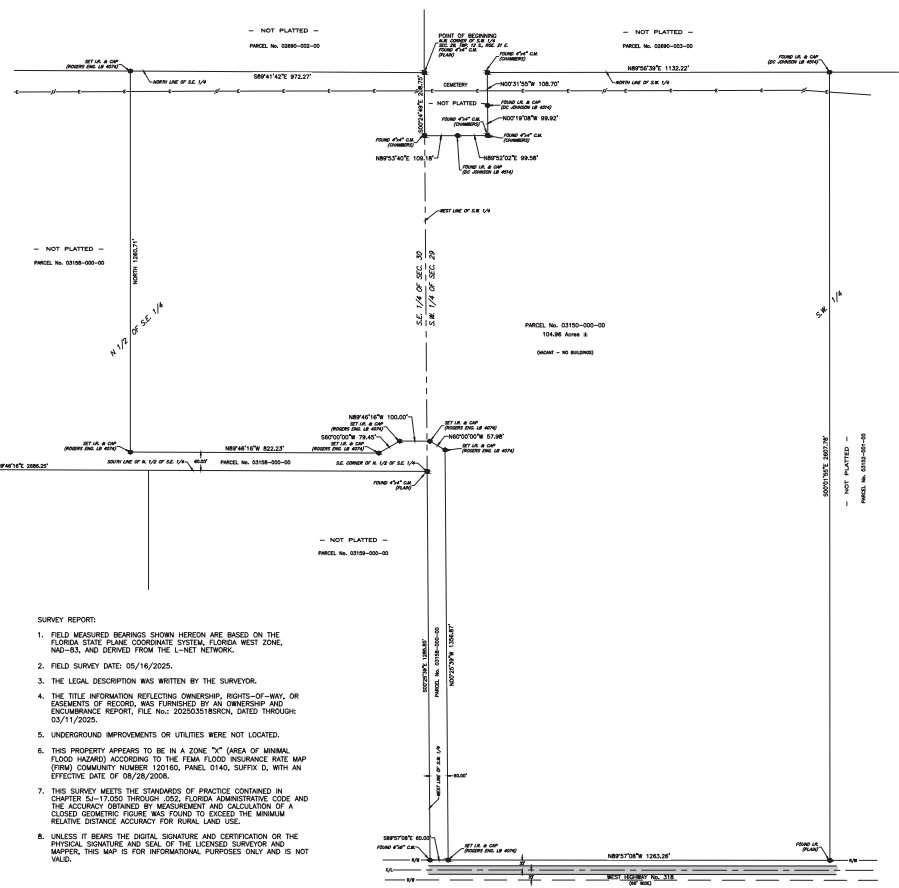 — NOT PLATTED —
PARCEL No. 02690-002-00
POINT OF BEGINNING
N.W. CORNER OF S.W. 1/4
SEC. 29, TWP. 12 S., RGE. 21 E.
FOUND 4"x4" C.M.
(PLAIN)
— NOT PLATTED —
PARCEL No. 02690-003-00
SET I.R. & CAP
(ROGERS ENG. LB 4074)
NORTH LINE OF S.E. 1/4
S89°41'42"E 972.27'
FOUND 4"x4" C.M.
(CHAMBERS)
N89°56'39"E 1132.22'
NORTH LINE OF S.W. 1/4
FOUND I.R. & CAP
(DC JOHNSON LB 4514)
CEMETERY
— NOT PLATTED —
N00°31'55"W 108.70'
FOUND I.R. & CAP
(DC JOHNSON LB 4514)
N00°19'08"W 99.92'
FOUND 4"x4" C.M.
(CHAMBERS)
FOUND 4"x4" C.M.
(CHAMBERS)
FOUND 4"x4" C.M.
(CHAMBERS)
N89°53'40"E 109.18'
N89°52'02"E 99.58'
FOUND I.R. & CAP
(DC JOHNSON LB 4514)
WEST LINE OF S.W. 1/4
— NOT PLATTED —
PARCEL No. 03158-000-00
NORTH 1260.71'
N 1/2 OF S.E. 1/4
S.E. 1/4 OF SEC. 30
S.W. 1/4 OF SEC. 29
S.W. 1/4
PARCEL No. 03150-000-00
104.96 Acres ±
(VACANT – NO BUILDINGS)
N89°46'16"W 100.00'
SET I.R. & CAP
(ROGERS ENG. LB 4074)
SET I.R. & CAP
(ROGERS ENG. LB 4074)
S60°00'00"W 79.45'
N60°00'00"W 57.98'
SET I.R. & CAP
(ROGERS ENG. LB 4074)
SET I.R. & CAP
(ROGERS ENG. LB 4074)
SET I.R. & CAP
(ROGERS ENG. LB 4074)
N89°46'16"W 822.23'
60.00'
SOUTH LINE OF N. 1/2 OF S.E. 1/4
PARCEL No. 03158-000-00
S.E. CORNER OF N. 1/2 OF S.E. 1/4
FOUND 4"x4" C.M.
(PLAIN)
S00°01'55"E 2607.78'
— NOT PLATTED —
PARCEL No. 03152-001-00
— NOT PLATTED —
PARCEL No. 03159-000-00
S00°25'39"E 1286.85'
PARCEL No. 03158-000-00
N00°25'39"W 1356.87'
WEST LINE OF S.W. 1/4
60.00'
SURVEY REPORT:
1. FIELD MEASURED BEARINGS SHOWN HEREON ARE BASED ON THE
FLORIDA STATE PLANE COORDINATE SYSTEM, FLORIDA WEST ZONE,
NAD-83, AND DERIVED FROM THE L-NET NETWORK.
2. FIELD SURVEY DATE: 05/16/2025.
3. THE LEGAL DESCRIPTION WAS WRITTEN BY THE SURVEYOR.
4. THE TITLE INFORMATION REFLECTING OWNERSHIP, RIGHTS-OF-WAY, OR
EASEMENTS OF RECORD, WAS FURNISHED BY AN OWNERSHIP AND
ENCUMBRANCE REPORT, FILE No.: 202503518SRCN, DATED THROUGH:
03/11/2025.
5. UNDERGROUND IMPROVEMENTS OR UTILITIES WERE NOT LOCATED.
6. THIS PROPERTY APPEARS TO BE IN A ZONE "X" (AREA OF MINIMAL
FLOOD HAZARD) ACCORDING TO THE FEMA FLOOD INSURANCE RATE MAP
(FIRM) COMMUNITY NUMBER 120160, PANEL 0140, SUFFIX D, WITH AN
EFFECTIVE DATE OF 08/28/2008.
7. THIS SURVEY MEETS THE STANDARDS OF PRACTICE CONTAINED IN
CHAPTER 5J-17.050 THROUGH .052, FLORIDA ADMINISTRATIVE CODE AND
THE ACCURACY OBTAINED BY MEASUREMENT AND CALCULATION OF A
CLOSED GEOMETRIC FIGURE WAS FOUND TO EXCEED THE MINIMUM
RELATIVE DISTANCE ACCURACY FOR RURAL LAND USE.
8. UNLESS IT BEARS THE DIGITAL SIGNATURE AND CERTIFICATION OR THE
PHYSICAL SIGNATURE AND SEAL OF THE LICENSED SURVEYOR AND
MAPPER, THIS MAP IS FOR INFORMATIONAL PURPOSES ONLY AND IS NOT
VALID.
S89°57'08"E 60.00'
SET I.R. & CAP
(ROGERS ENG. LB 4074)
N89°57'08"W 1263.26'
FOUND I.R.
(PLAIN)
R/W
R/W
C/L
33'
33'
R/W
R/W
WEST HIGHWAY No. 318
(66' WIDE)